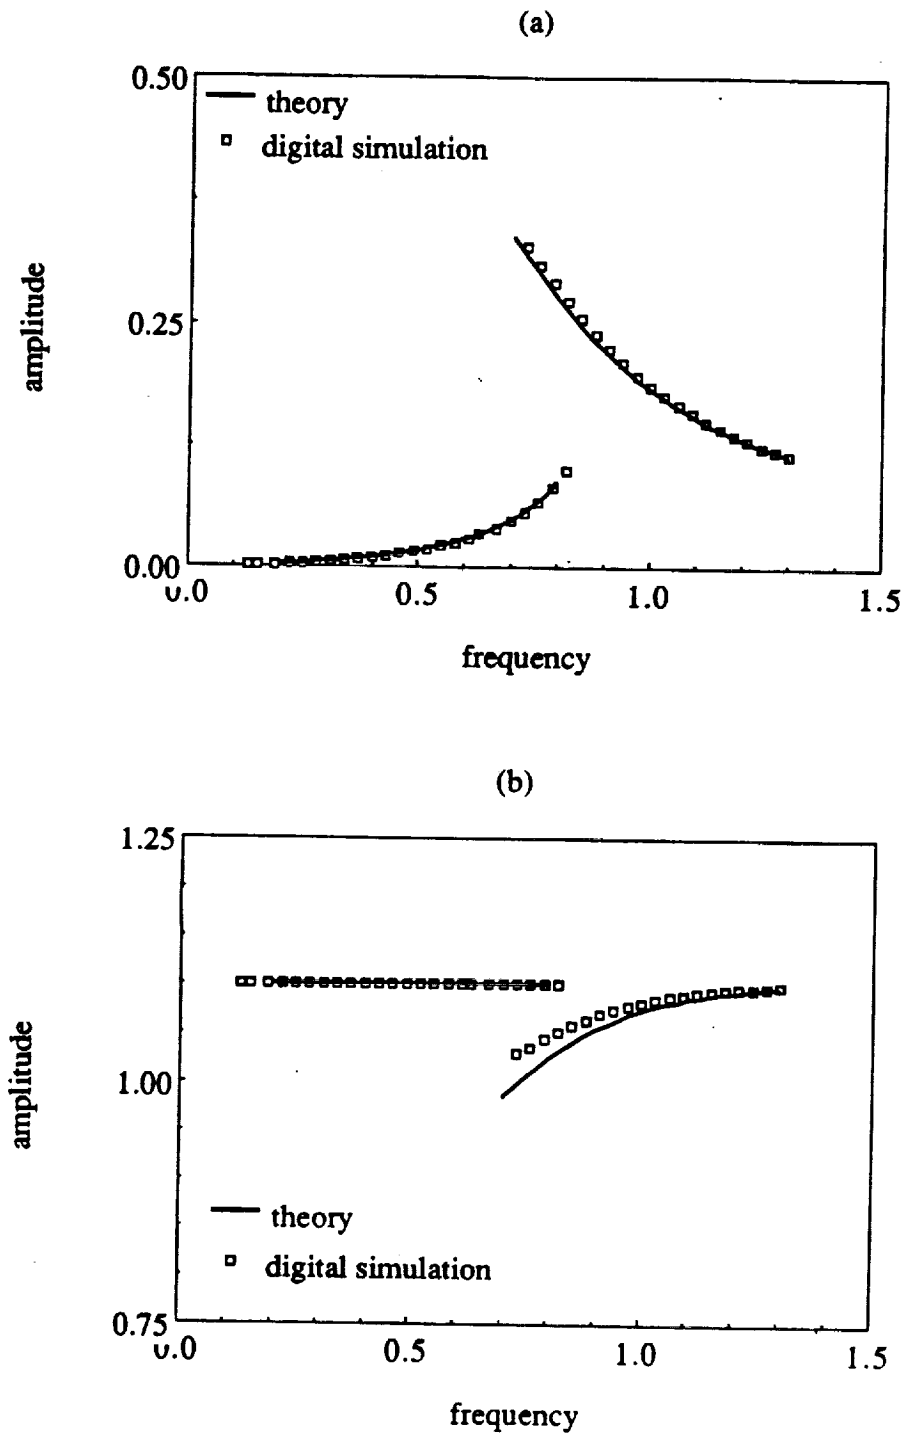 (a)
0.50
theory
digital simulation
amplitude
0.25
0.00
0.0 0.5 1.0 1.5
frequency
(b)
1.25
amplitude
1.00
theory
digital simulation
0.75
0.0 0.5 1.0 1.5
frequency